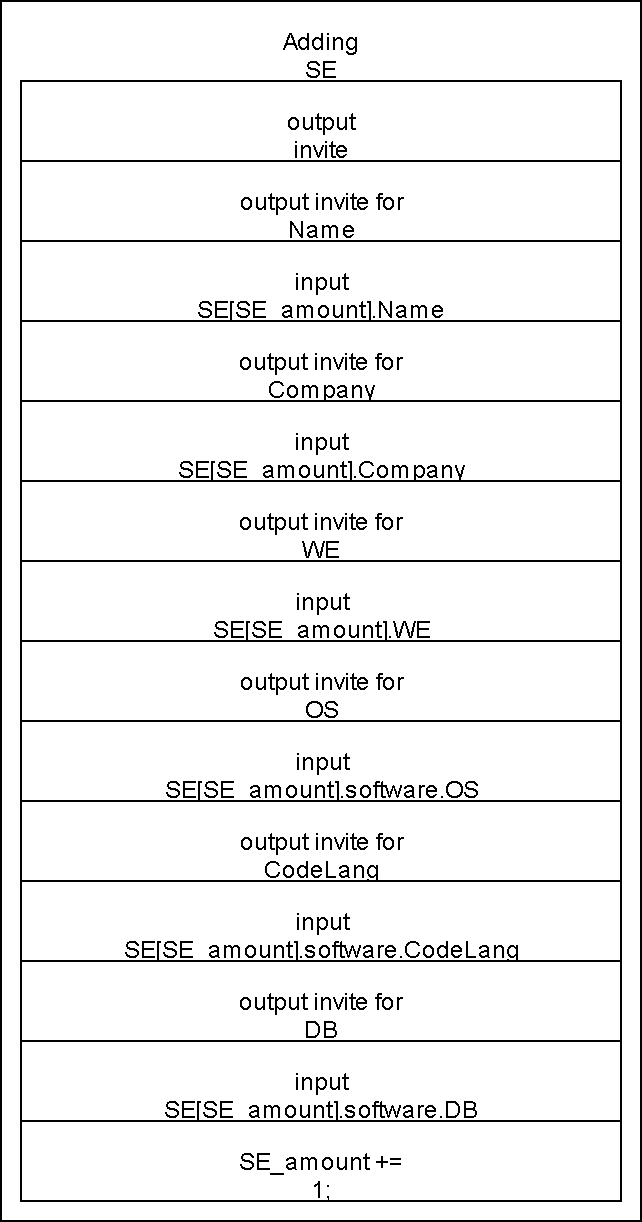 Adding
SE
output
invite
output invite for
Name
input
SE[SE_amount].Name
output invite for
Company
input
SE[SE_amount].Company
output invite for
WE
input
SE[SE_amount].WE
output invite for
OS
input
SE[SE_amount].software.OS
output invite for
CodeLang
input
SE[SE_amount].software.CodeLang
output invite for
DB
input
SE[SE_amount].software.DB
SE_amount +=
1;